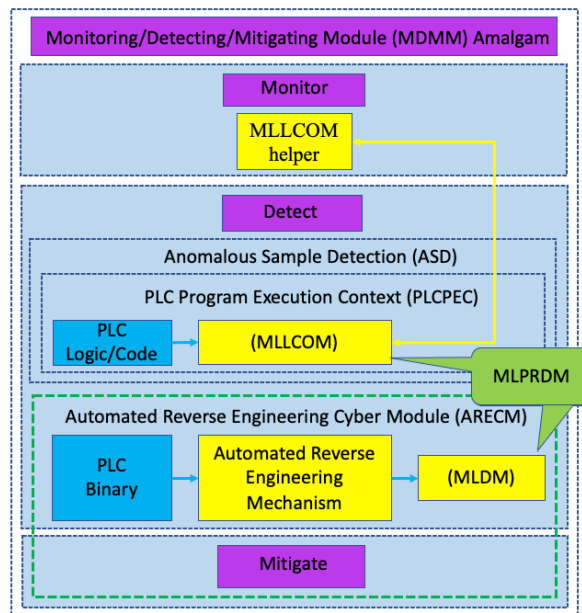 Monitoring/Detecting/Mitigating Module (MDMM) Amalgam
Monitor
MLLCOM
helper
Detect
Anomalous Sample Detection (ASD)
PLC Program Execution Context (PLCPEC)
PLC
Logic/Code
(MLLCOM)
MLPRDM
Automated Reverse Engineering Cyber Module (ARECM)
PLC
Binary
Automated Reverse
Engineering
Mechanism
(MLDM)
Mitigate